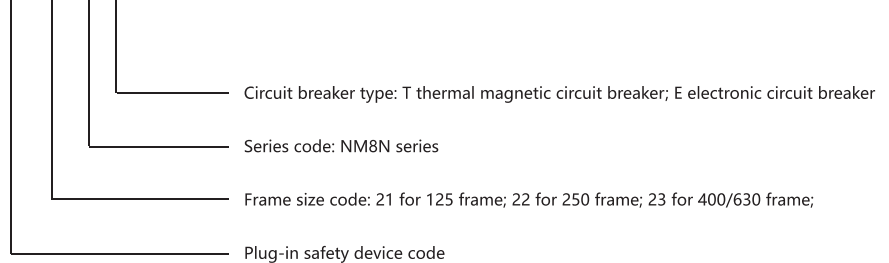 Circuit breaker type: T thermal magnetic circuit breaker; E electronic circuit breaker
Series code: NM8N series
Frame size code: 21 for 125 frame; 22 for 250 frame; 23 for 400/630 frame;
Plug-in safety device code